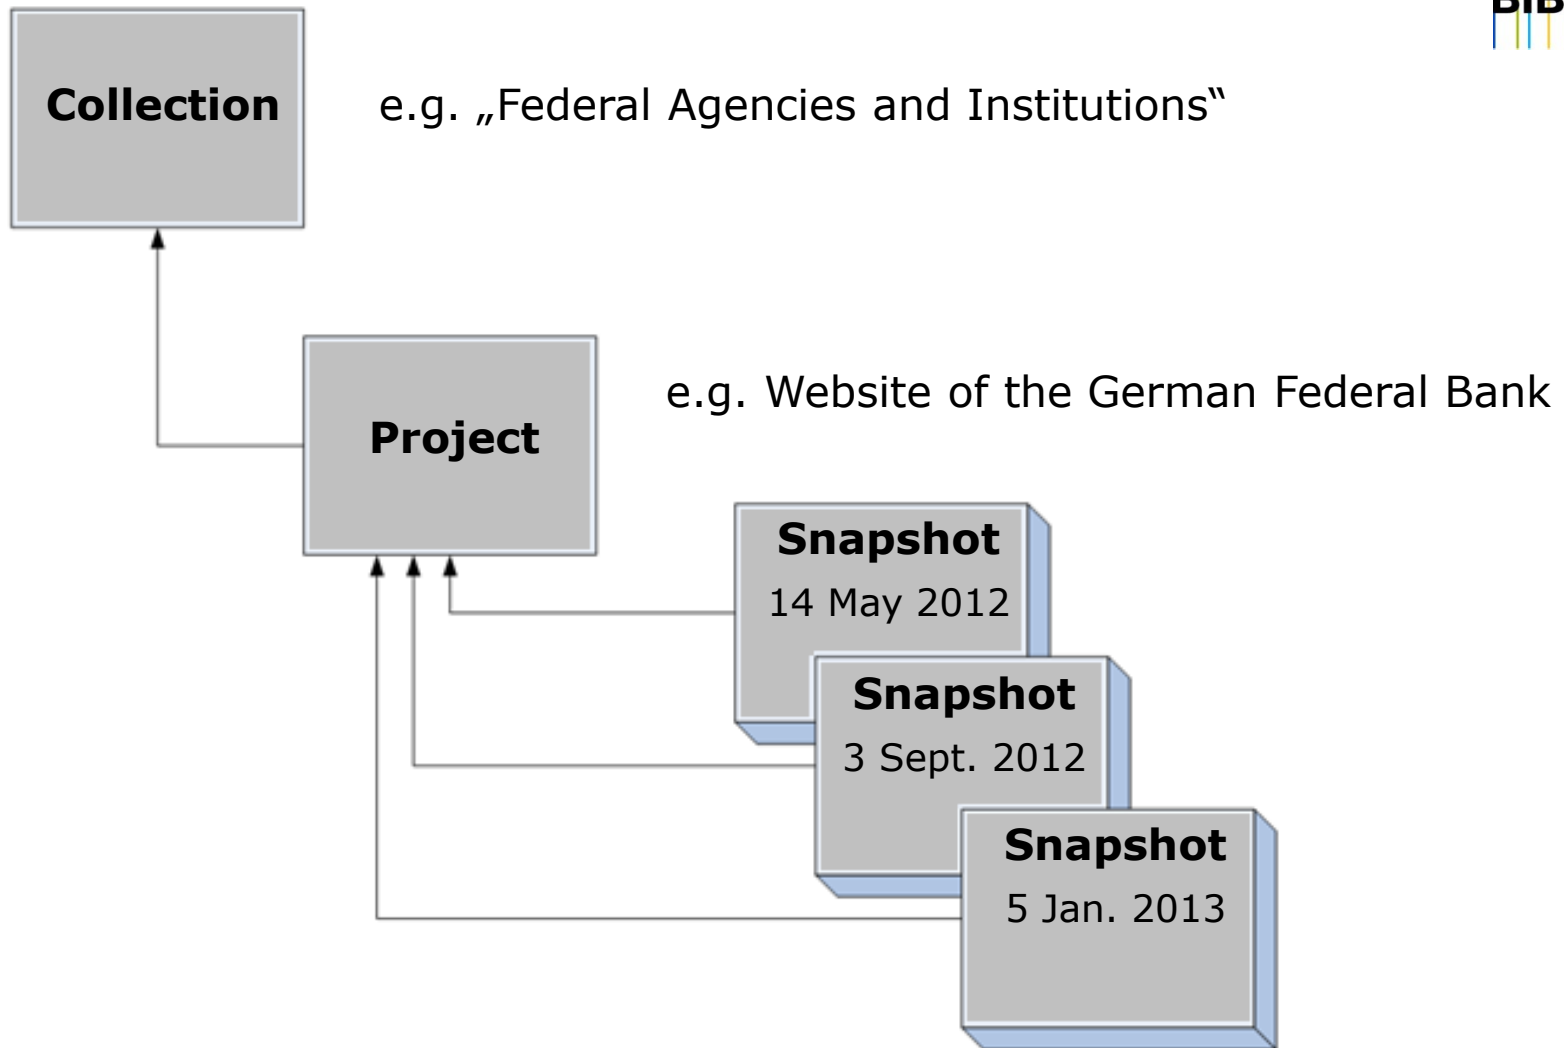 BIB
Collection
e.g. „Federal Agencies and Institutions“
Project
e.g. Website of the German Federal Bank
Snapshot
14 May 2012
Snapshot
3 Sept. 2012
Snapshot
5 Jan. 2013